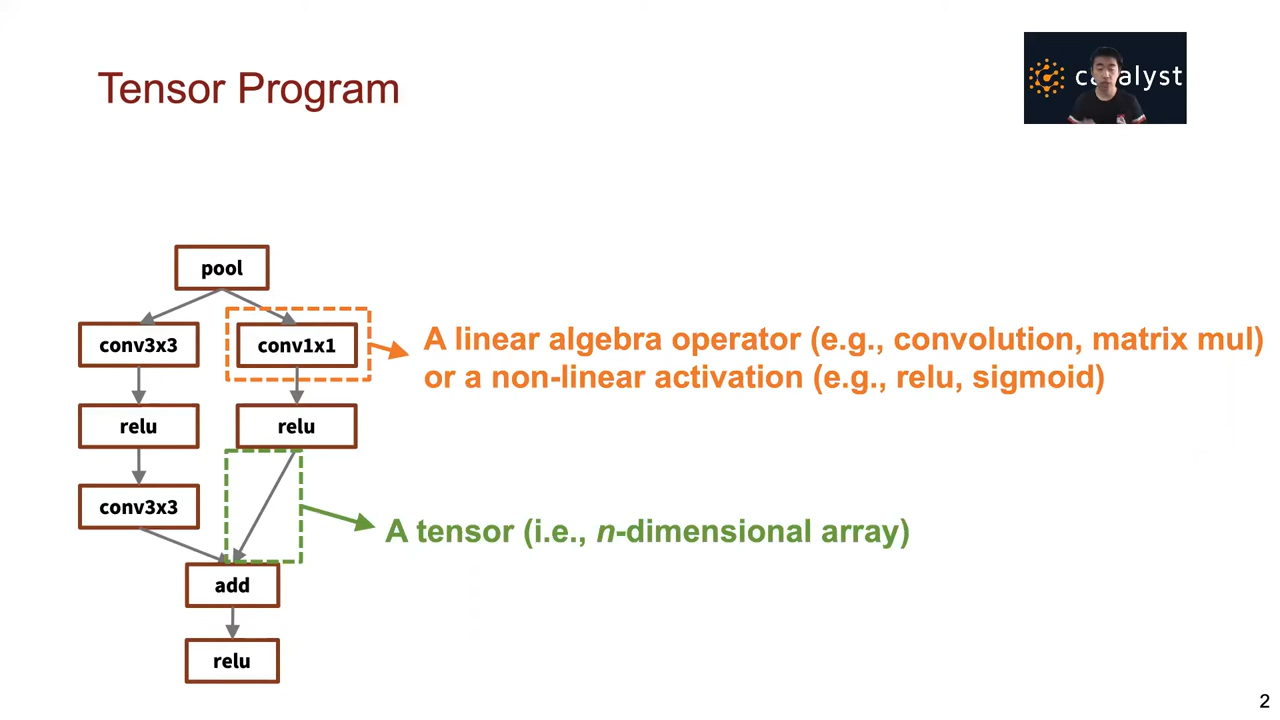 Tensor Program
catalyst
pool
conv3x3
conv1x1
A linear algebra operator (e.g., convolution, matrix mul)
or a non-linear activation (e.g., relu, sigmoid)
relu
relu
conv3x3
A tensor (i.e., n-dimensional array)
add
relu
2